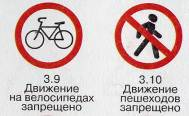 3.9
Движение
на велосипедах
запрещено
3.10
Движение
пешеходов
запрещено